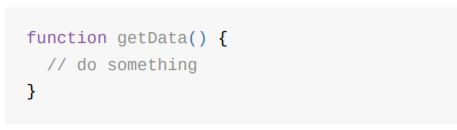 function getData() {
  // do something
}